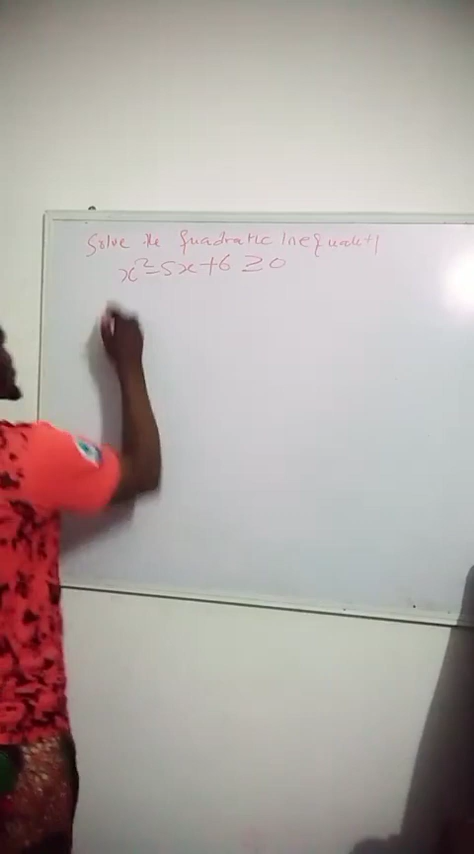 Solve the Quadratic Inequality
x²-5x+6 ≥0